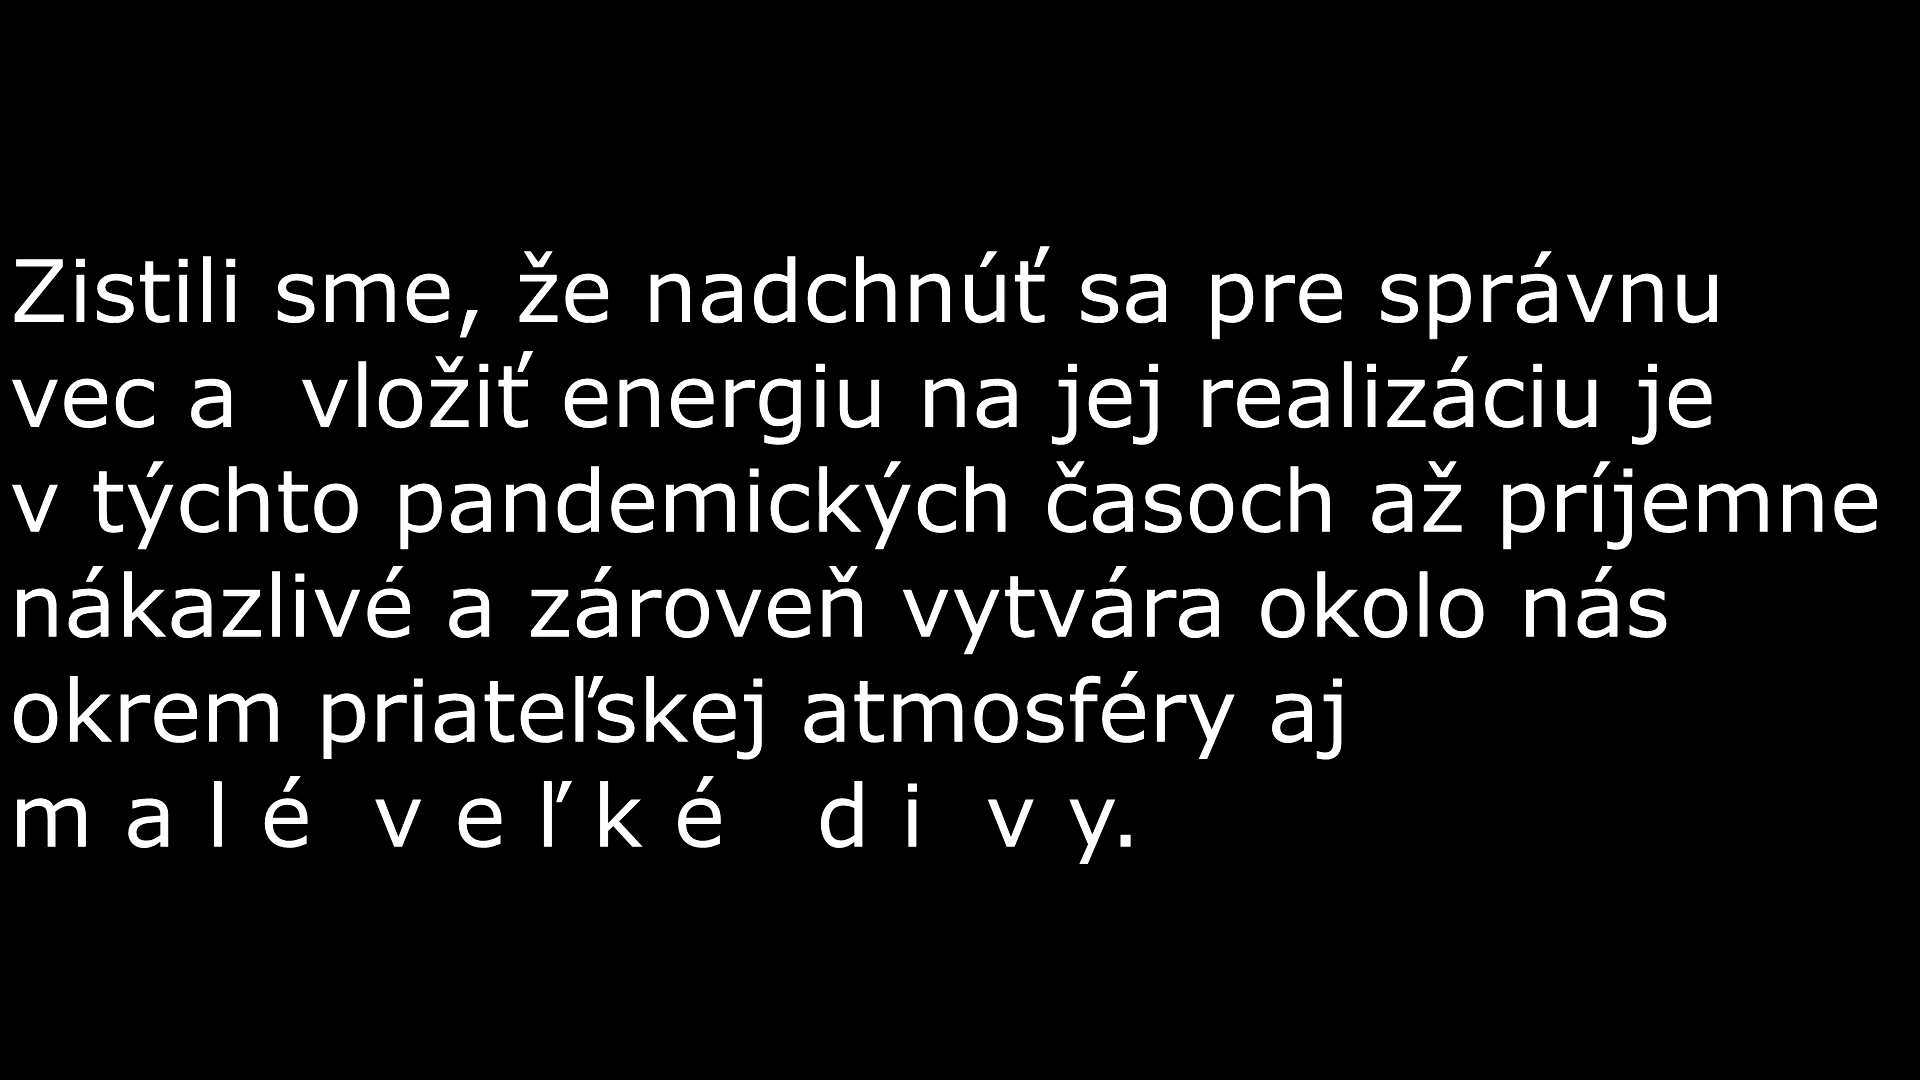 Zistili sme, že nadchnúť sa pre správnu
vec a  vložiť energiu na jej realizáciu je
v týchto pandemických časoch až príjemne
nákazlivé a zároveň vytvára okolo nás
okrem priateľskej atmosféry aj
m a l é  v e ľ k é   d i  v y.